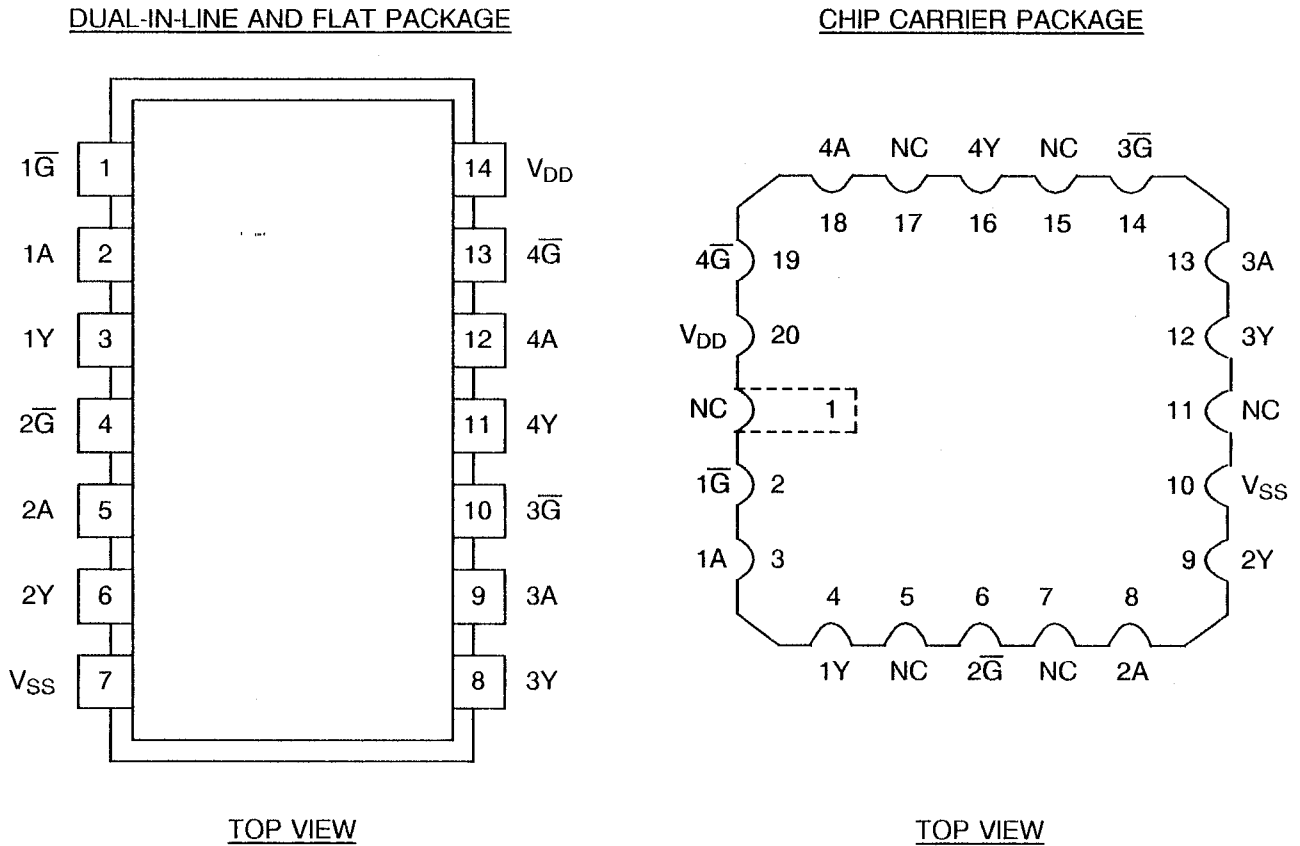 DUAL-IN-LINE AND FLAT PACKAGE
1G̅ 1 14 VDD
1A 2 13 4G̅
1Y 3 12 4A
2G̅ 4 11 4Y
2A 5 10 3G̅
2Y 6 9 3A
VSS 7 8 3Y
TOP VIEW
CHIP CARRIER PACKAGE
4A NC 4Y NC 3G̅
18 17 16 15 14
4G̅ 19 13 3A
VDD 20 12 3Y
NC 1 11 NC
1G̅ 2 10 VSS
1A 3 9 2Y
4 5 6 7 8
1Y NC 2G̅ NC 2A
TOP VIEW